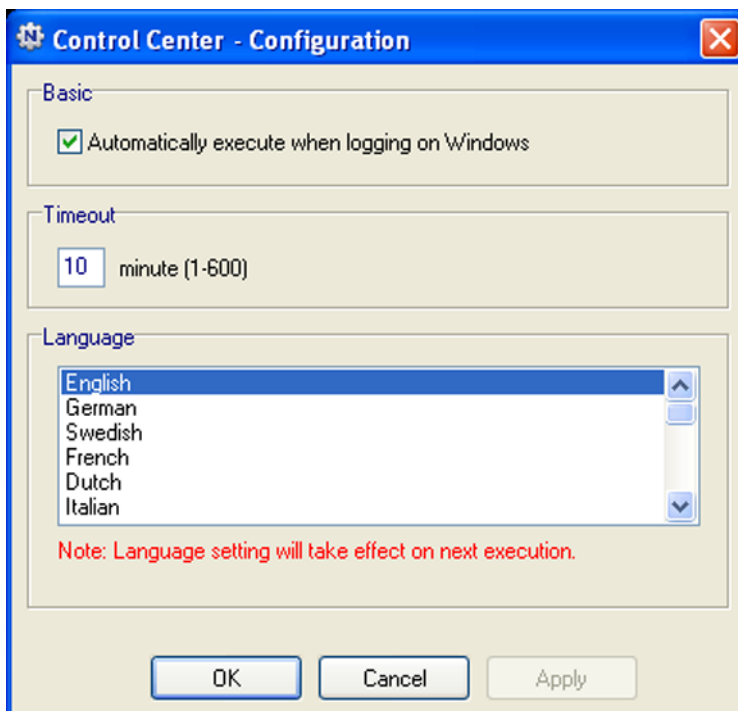 Control Center - Configuration
Basic
Automatically execute when logging on Windows
Timeout
10 minute (1-600)
Language
English
German
Swedish
French
Dutch
Italian
Note: Language setting will take effect on next execution.
OK Cancel Apply